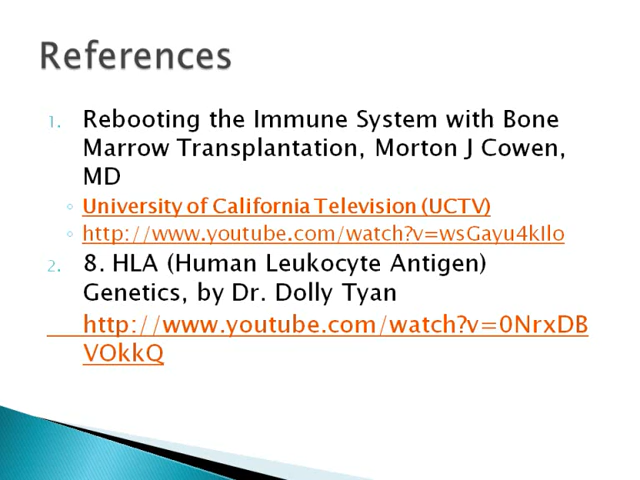 References
1. Rebooting the Immune System with Bone
Marrow Transplantation, Morton J Cowen,
MD
◦ University of California Television (UCTV)
◦ http://www.youtube.com/watch?v=wsGayu4kIlo
2. 8. HLA (Human Leukocyte Antigen)
Genetics, by Dr. Dolly Tyan
http://www.youtube.com/watch?v=0NrxDB
VOkkQ